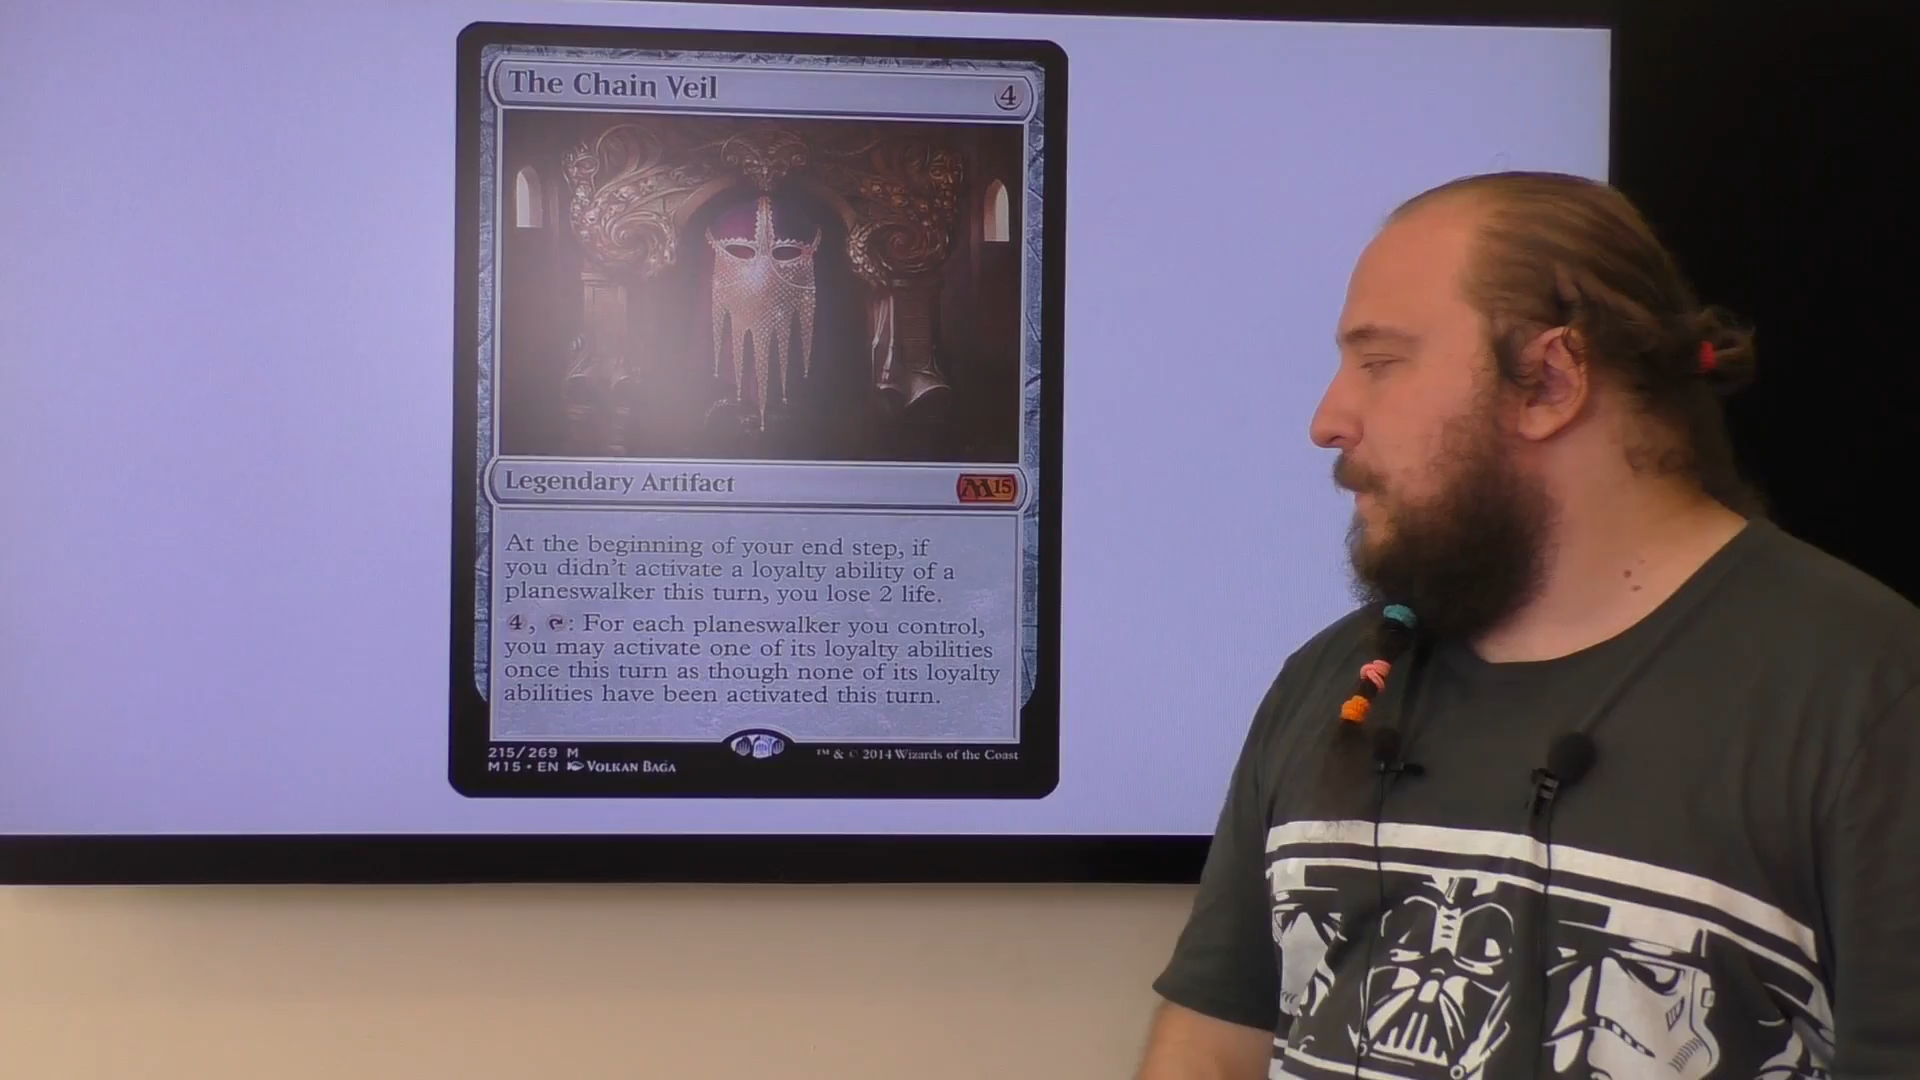 The Chain Veil
4
Legendary Artifact
M15
At the beginning of your end step, if
you didn't activate a loyalty ability of a
planeswalker this turn, you lose 2 life.
4, : For each planeswalker you control,
you may activate one of its loyalty abilities
once this turn as though none of its loyalty
abilities have been activated this turn.
215/269 M
M15 • EN VOLKAN BAGA
™ & © 2014 Wizards of the Coast